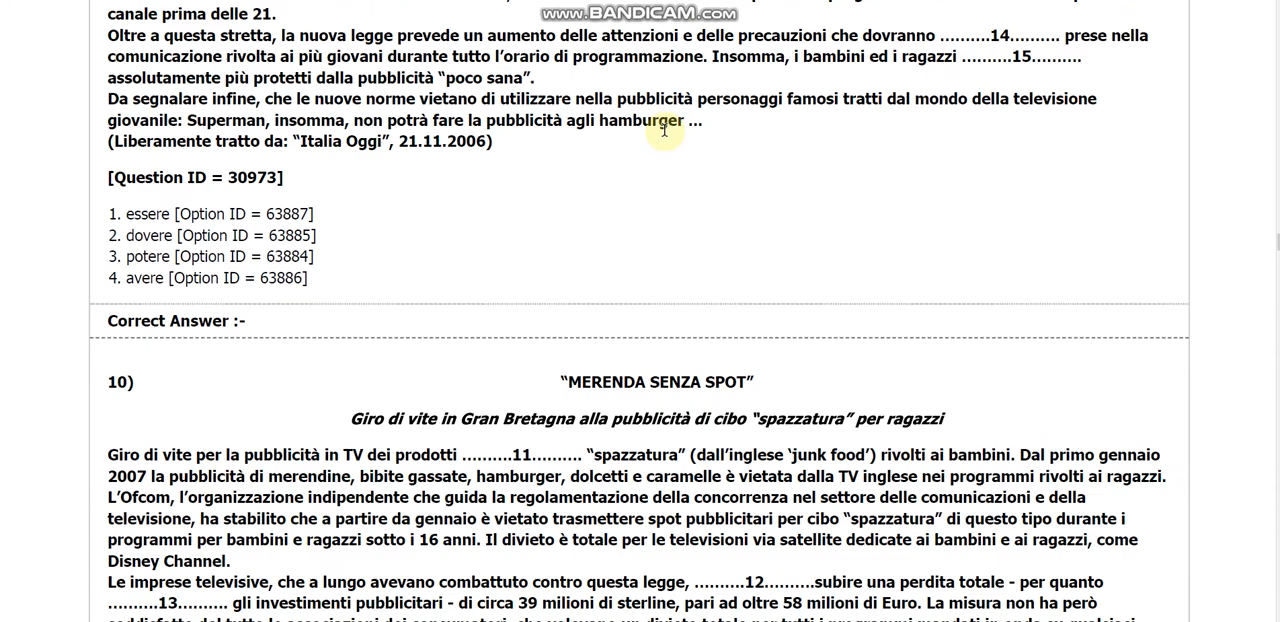 www.BANDICAM.com
canale prima delle 21.
Oltre a questa stretta, la nuova legge prevede un aumento delle attenzioni e delle precauzioni che dovranno ..........14.......... prese nella
comunicazione rivolta ai più giovani durante tutto l'orario di programmazione. Insomma, i bambini ed i ragazzi ..........15..........
assolutamente più protetti dalla pubblicità “poco sana”.
Da segnalare infine, che le nuove norme vietano di utilizzare nella pubblicità personaggi famosi tratti dal mondo della televisione
giovanile: Superman, insomma, non potrà fare la pubblicità agli hamburger ...
(Liberamente tratto da: “Italia Oggi”, 21.11.2006)
[Question ID = 30973]
1. essere [Option ID = 63887]
2. dovere [Option ID = 63885]
3. potere [Option ID = 63884]
4. avere [Option ID = 63886]
Correct Answer :-
10) “MERENDA SENZA SPOT”
Giro di vite in Gran Bretagna alla pubblicità di cibo “spazzatura” per ragazzi
Giro di vite per la pubblicità in TV dei prodotti ..........11.......... “spazzatura” (dall'inglese ‘junk food’) rivolti ai bambini. Dal primo gennaio
2007 la pubblicità di merendine, bibite gassate, hamburger, dolcetti e caramelle è vietata dalla TV inglese nei programmi rivolti ai ragazzi.
L'Ofcom, l'organizzazione indipendente che guida la regolamentazione della concorrenza nel settore delle comunicazioni e della
televisione, ha stabilito che a partire da gennaio è vietato trasmettere spot pubblicitari per cibo “spazzatura” di questo tipo durante i
programmi per bambini e ragazzi sotto i 16 anni. Il divieto è totale per le televisioni via satellite dedicate ai bambini e ai ragazzi, come
Disney Channel.
Le imprese televisive, che a lungo avevano combattuto contro questa legge, ..........12..........subire una perdita totale - per quanto
..........13.......... gli investimenti pubblicitari - di circa 39 milioni di sterline, pari ad oltre 58 milioni di Euro. La misura non ha però